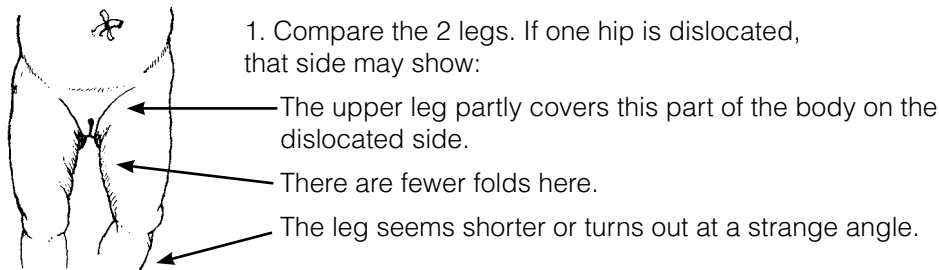 1. Compare the 2 legs. If one hip is dislocated,
that side may show:
The upper leg partly covers this part of the body on the
dislocated side.
There are fewer folds here.
The leg seems shorter or turns out at a strange angle.